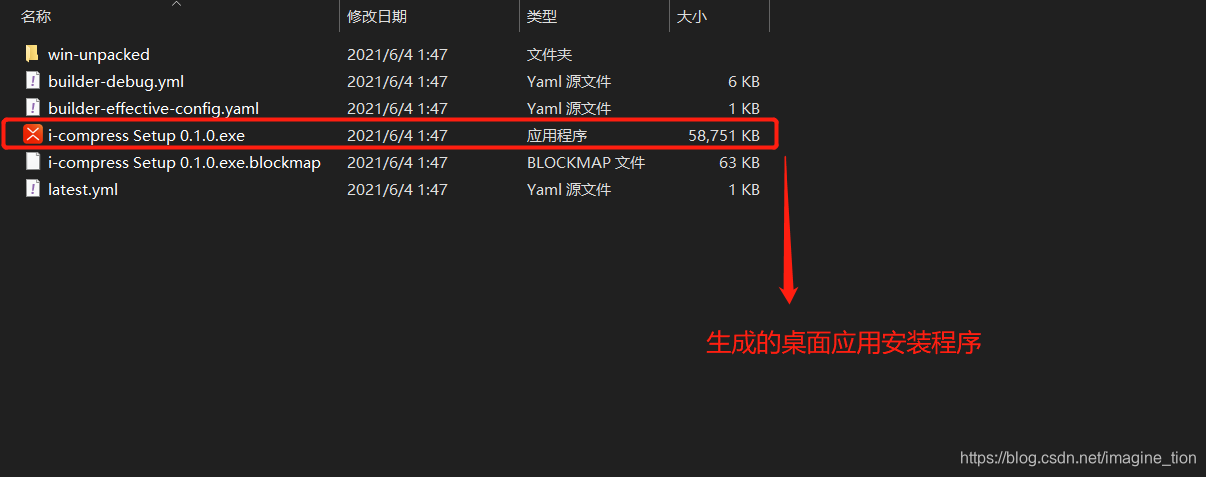 名称 修改日期 类型 大小
win-unpacked 2021/6/4 1:47 文件夹
builder-debug.yml 2021/6/4 1:47 Yaml 源文件 6 KB
builder-effective-config.yaml 2021/6/4 1:47 Yaml 源文件 1 KB
i-compress Setup 0.1.0.exe 2021/6/4 1:47 应用程序 58,751 KB
i-compress Setup 0.1.0.exe.blockmap 2021/6/4 1:47 BLOCKMAP 文件 63 KB
latest.yml 2021/6/4 1:47 Yaml 源文件 1 KB
生成的桌面应用安装程序
https://blog.csdn.net/imagine_tion